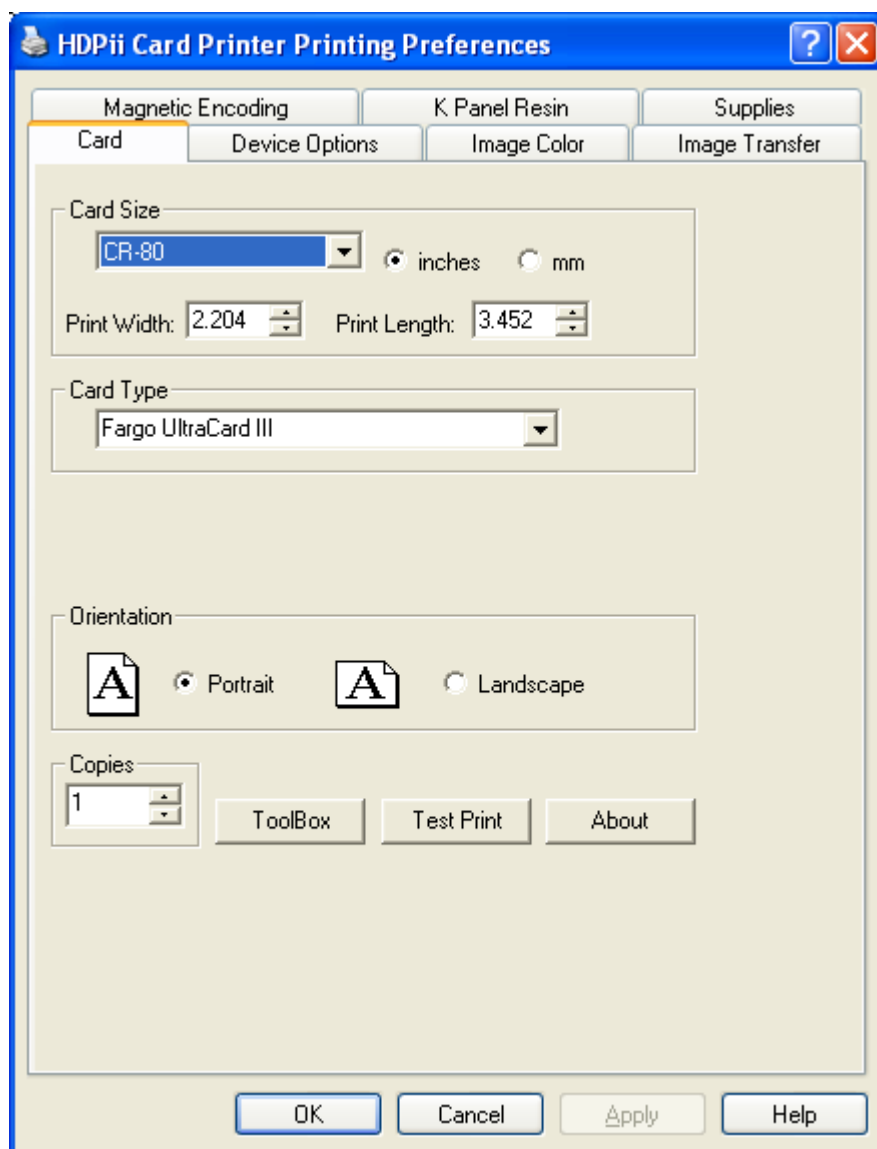 HDPii Card Printer Printing Preferences
Magnetic Encoding K Panel Resin Supplies
Card Device Options Image Color Image Transfer
Card Size
CR-80 inches mm
Print Width: 2.204 Print Length: 3.452
Card Type
Fargo UltraCard III
Orientation
A Portrait A Landscape
Copies
1 ToolBox Test Print About
OK Cancel Apply Help